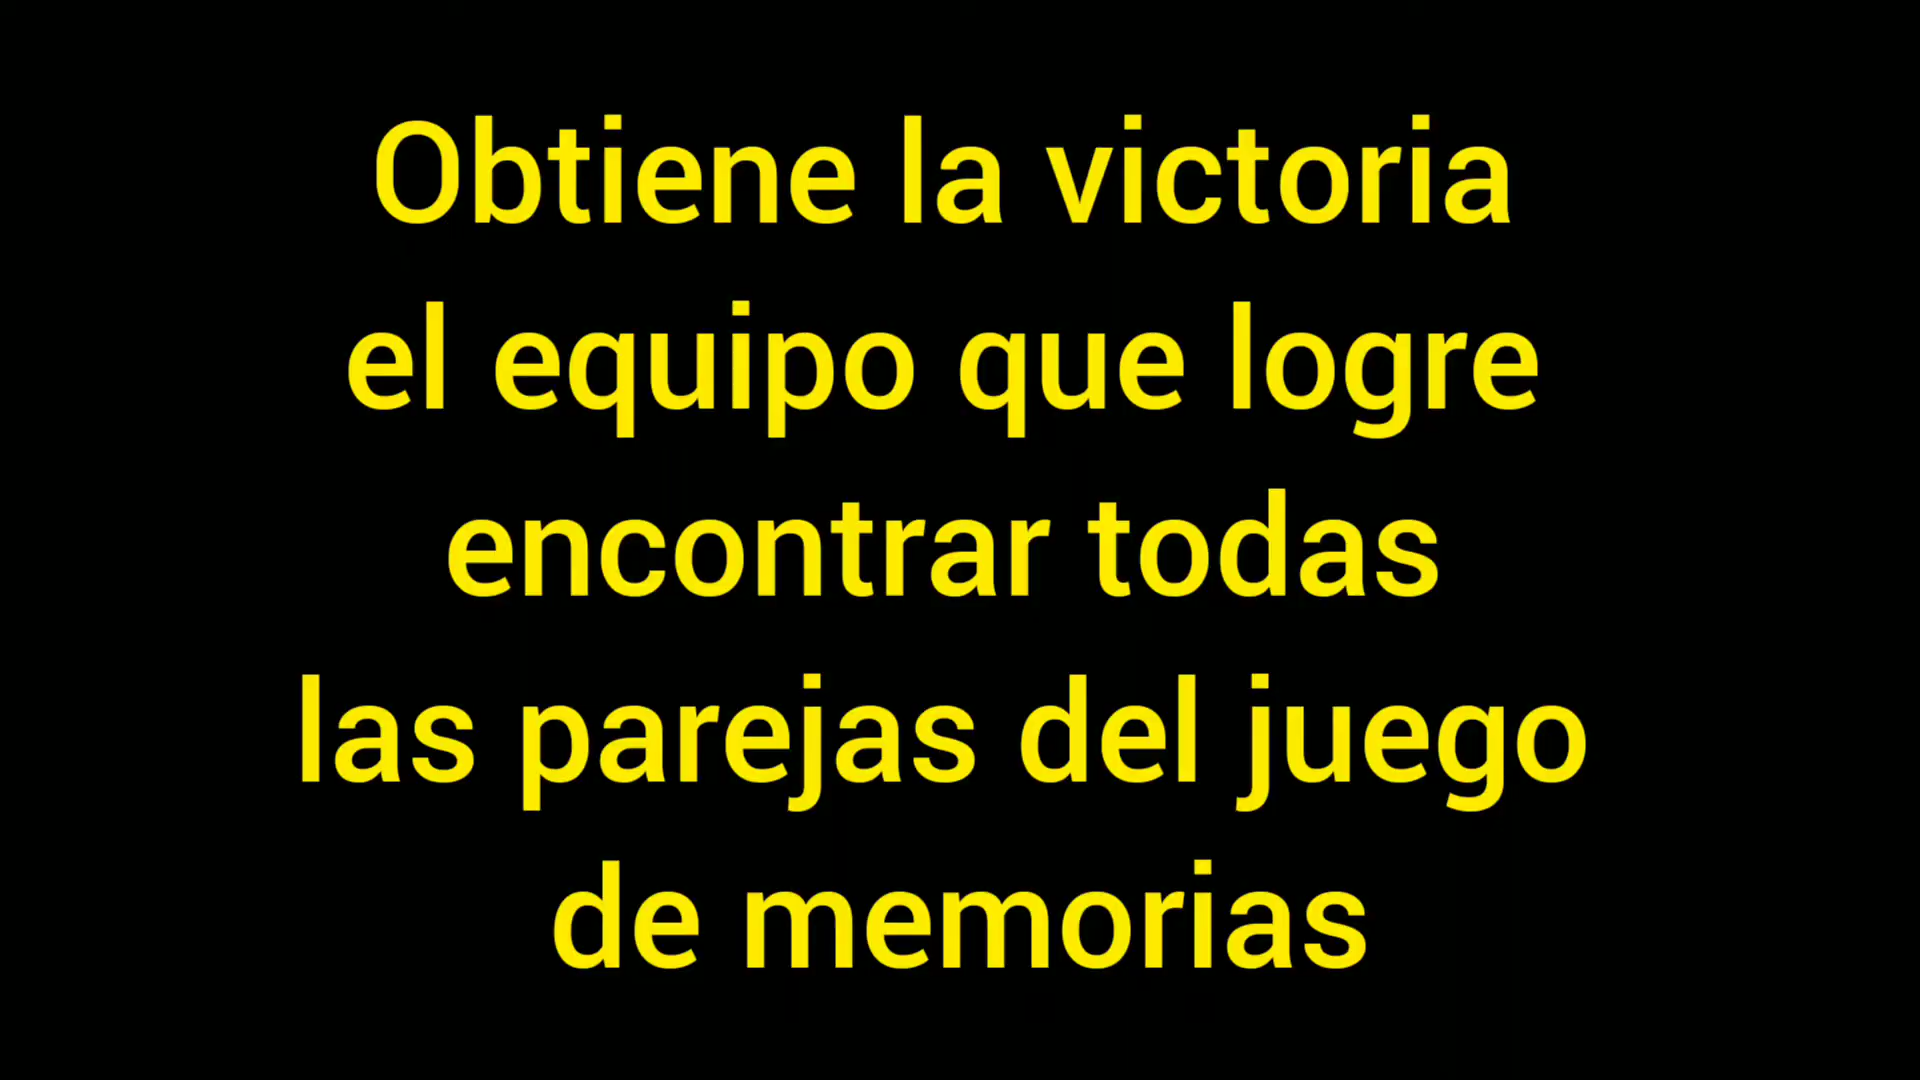 Obtiene la victoria
el equipo que logre
encontrar todas
las parejas del juego
de memorias